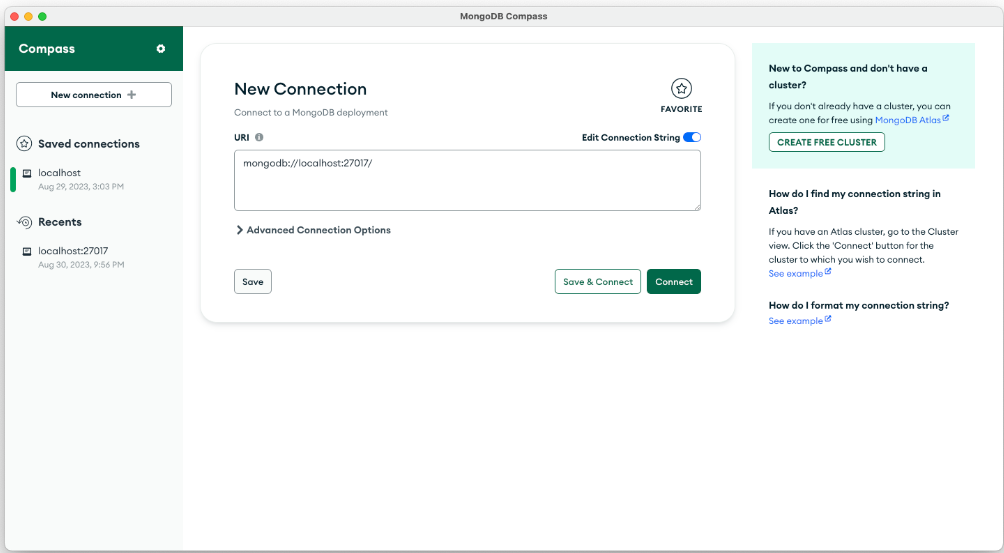 MongoDB Compass
Compass
New connection
Saved connections
localhost
Aug 29, 2023, 3:03 PM
Recents
localhost:27017
Aug 30, 2023, 9:56 PM
New Connection
Connect to a MongoDB deployment
FAVORITE
URI
Edit Connection String
mongodb://localhost:27017/
Advanced Connection Options
Save
Save & Connect
Connect
New to Compass and don't have a
cluster?
If you don't already have a cluster, you can
create one for free using MongoDB Atlas
CREATE FREE CLUSTER
How do I find my connection string in
Atlas?
If you have an Atlas cluster, go to the Cluster
view. Click the 'Connect' button for the
cluster to which you wish to connect.
See example
How do I format my connection string?
See example